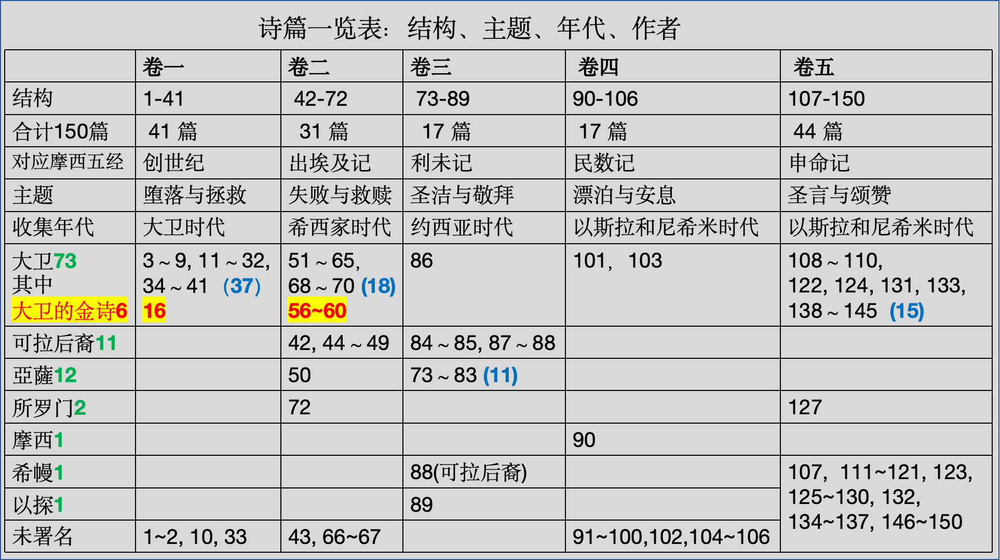 诗篇一览表：结构、主题、年代、作者
卷一 卷二 卷三 卷四 卷五
结构 1-41 42-72 73-89 90-106 107-150
合计150篇 41 篇 31 篇 17 篇 17 篇 44 篇
对应摩西五经 创世纪 出埃及记 利未记 民数记 申命记
主题 堕落与拯救 失败与救赎 圣洁与敬拜 漂泊与安息 圣言与颂赞
收集年代 大卫时代 希西家时代 约西亚时代 以斯拉和尼希米时代 以斯拉和尼希米时代
大卫73 3～9, 11～32, 51～65, 86 101，103 108～110,
其中 34～41（37） 68～70 (18) 122, 124, 131, 133,
大卫的金诗6 16 56~60 138～145 (15)
可拉后裔11 42, 44～49 84～85, 87～88
亞薩12 50 73～83 (11)
所罗门2 72 127
摩西1 90
希幔1 88(可拉后裔) 107，111~121, 123,
以探1 89 125~130, 132,
134~137, 146~150
未署名 1~2, 10, 33 43, 66~67 91~100,102,104~106